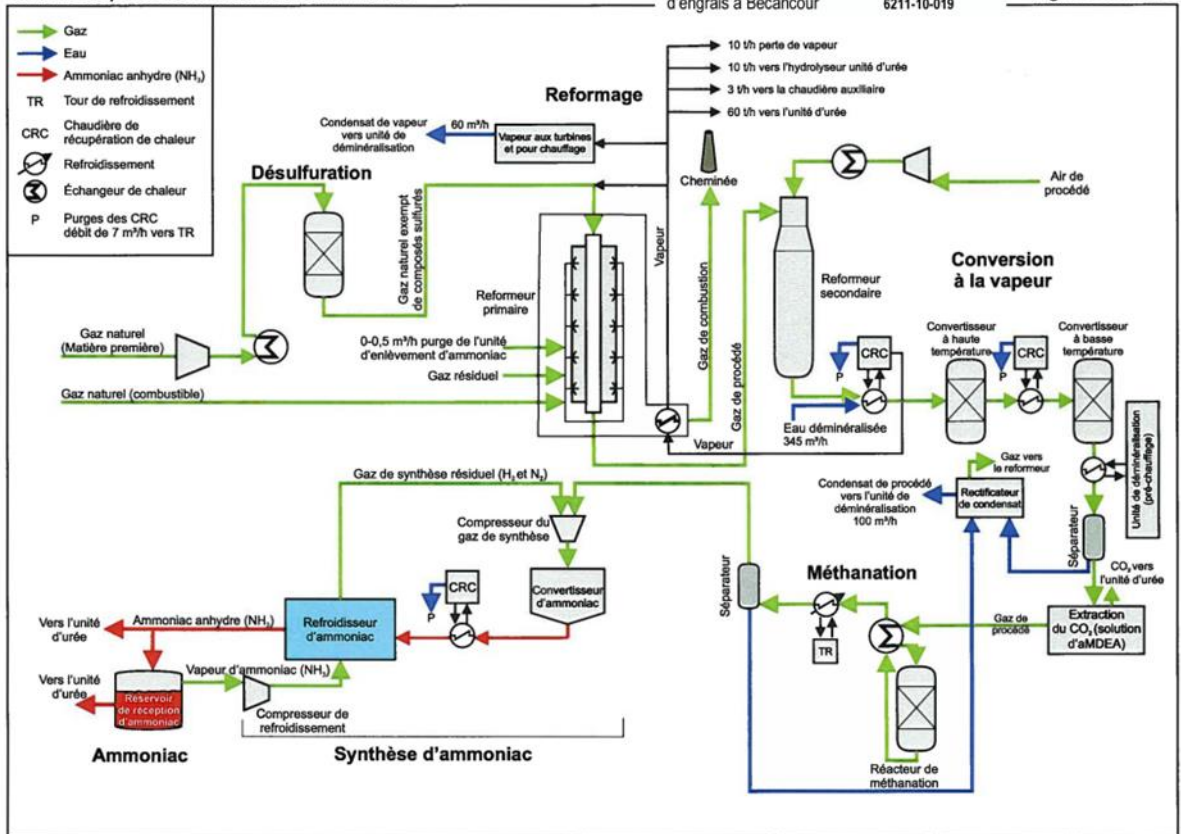 d'engrais à Bécancour
6211-10-019
Gaz
Eau
Ammoniac anhydre (NH₃)
TR Tour de refroidissement
CRC Chaudière de
récupération de chaleur
Refroidissement
Échangeur de chaleur
P Purges des CRC
débit de 7 m³/h vers TR
10 t/h perte de vapeur
10 t/h vers l'hydrolyseur unité d'urée
3 t/h vers la chaudière auxiliaire
60 t/h vers l'unité d'urée
Reformage
Condensat de vapeur
vers unité de
déminéralisation
60 m³/h
Vapeur aux turbines
et pour chauffage
Cheminée
Désulfuration
Gaz naturel exempt
de composés sulfurés
Vapeur
Gaz de combustion
Gaz de procédé
Air de
procédé
Reformeur
primaire
Reformeur
secondaire
Conversion
à la vapeur
Gaz naturel
(Matière première)
0-0,5 m³/h purge de l'unité
d'enlèvement d'ammoniac
Gaz résiduel
Gaz naturel (combustible)
Vapeur
CRC
P
Convertisseur
à haute
température
CRC
P
Convertisseur
à basse
température
Eau déminéralisée
345 m³/h
Gaz vers
le reformeur
Condensat de procédé
vers l'unité de
déminéralisation
100 m³/h
Rectificateur
de condensat
Unité de déminéralisation
(pré-chauffage)
Séparateur
CO₂ vers
l'unité d'urée
Extraction
du CO₂ (solution
d'aMDEA)
Gaz de
procédé
Méthanation
Séparateur
TR
Réacteur de
méthanation
Gaz de synthèse résiduel (H₂ et N₂)
Compresseur du
gaz de synthèse
Convertisseur
d'ammoniac
CRC
P
Refroidisseur
d'ammoniac
Ammoniac anhydre (NH₃)
Vers l'unité
d'urée
Vapeur d'ammoniac (NH₃)
Vers l'unité
d'urée
Réservoir
de réception
d'ammoniac
Compresseur de
refroidissement
Ammoniac
Synthèse d'ammoniac